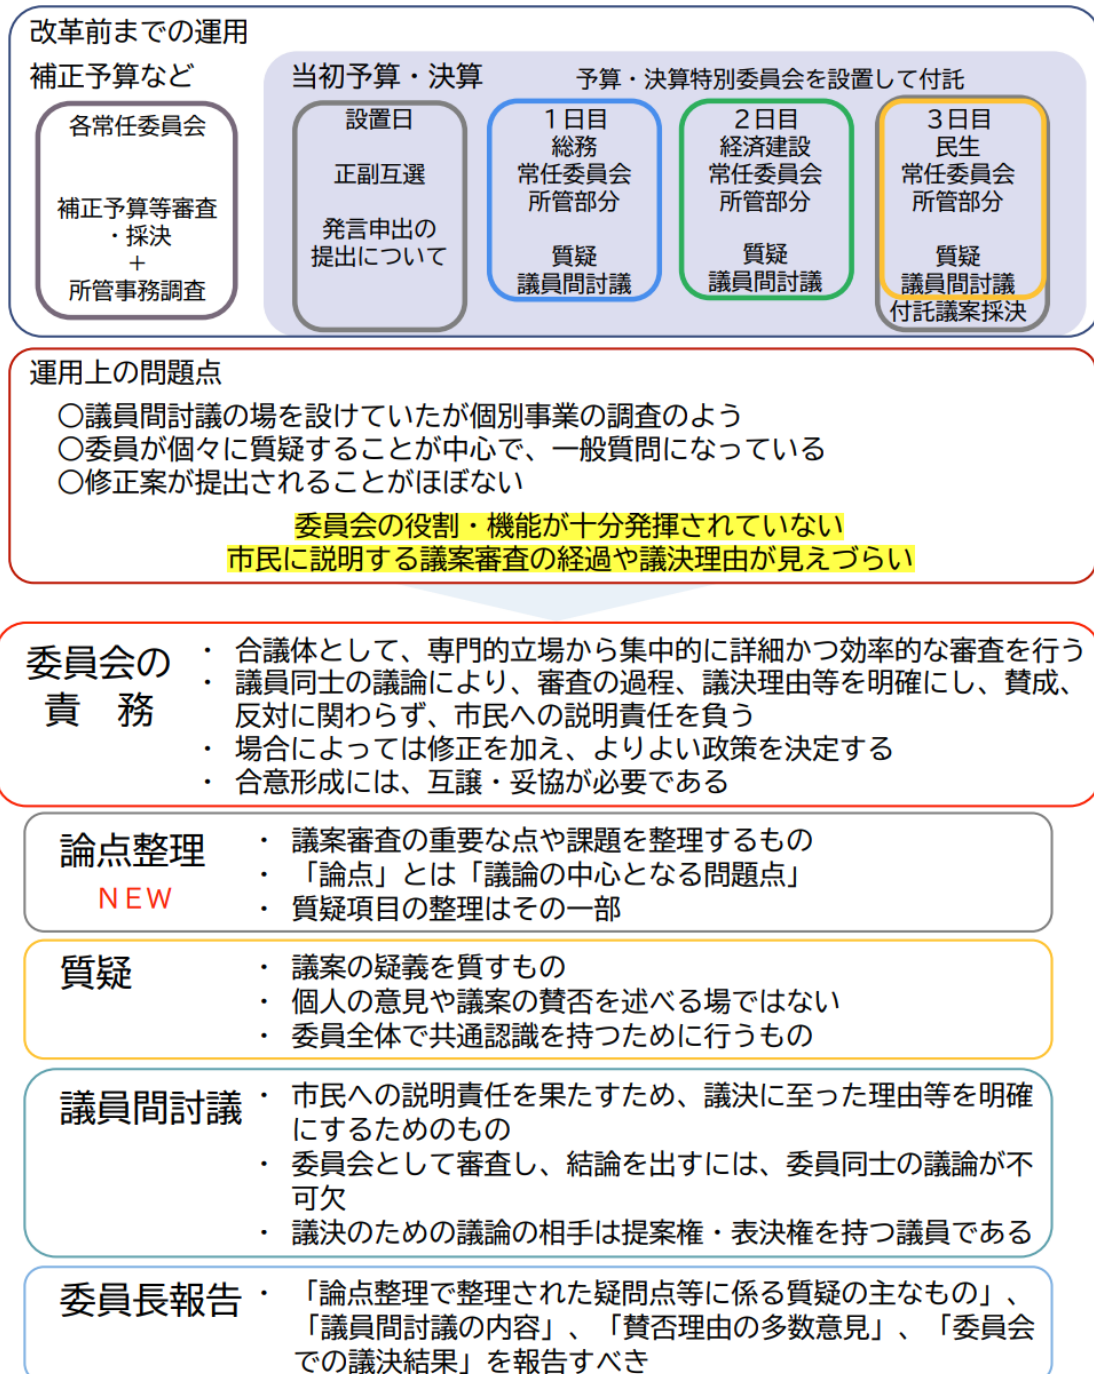 改革前までの運用
補正予算など
各常任委員会
補正予算等審査
・採決
＋
所管事務調査
当初予算・決算
予算・決算特別委員会を設置して付託
設置日
正副互選
発言申出の
提出について
１日目
総務
常任委員会
所管部分
質疑
議員間討議
２日目
経済建設
常任委員会
所管部分
質疑
議員間討議
３日目
民生
常任委員会
所管部分
質疑
議員間討議
付託議案採決
運用上の問題点
〇議員間討議の場を設けていたが個別事業の調査のよう
〇委員が個々に質疑することが中心で、一般質問になっている
〇修正案が提出されることがほぼない
委員会の役割・機能が十分発揮されていない
市民に説明する議案審査の経過や議決理由が見えづらい
委員会の
責　務
・ 合議体として、専門的立場から集中的に詳細かつ効率的な審査を行う
・ 議員同士の議論により、審査の過程、議決理由等を明確にし、賛成、
反対に関わらず、市民への説明責任を負う
・ 場合によっては修正を加え、よりよい政策を決定する
・ 合意形成には、互譲・妥協が必要である
論点整理
ＮＥＷ
・ 議案審査の重要な点や課題を整理するもの
・ 「論点」とは「議論の中心となる問題点」
・ 質疑項目の整理はその一部
質疑
・ 議案の疑義を質すもの
・ 個人の意見や議案の賛否を述べる場ではない
・ 委員全体で共通認識を持つために行うもの
議員間討議
・ 市民への説明責任を果たすため、議決に至った理由等を明確
にするためのもの
・ 委員会として審査し、結論を出すには、委員同士の議論が不
可欠
・ 議決のための議論の相手は提案権・表決権を持つ議員である
委員長報告
・ 「論点整理で整理された疑問点等に係る質疑の主なもの」、
「議員間討議の内容」、「賛否理由の多数意見」、「委員会
での議決結果」を報告すべき